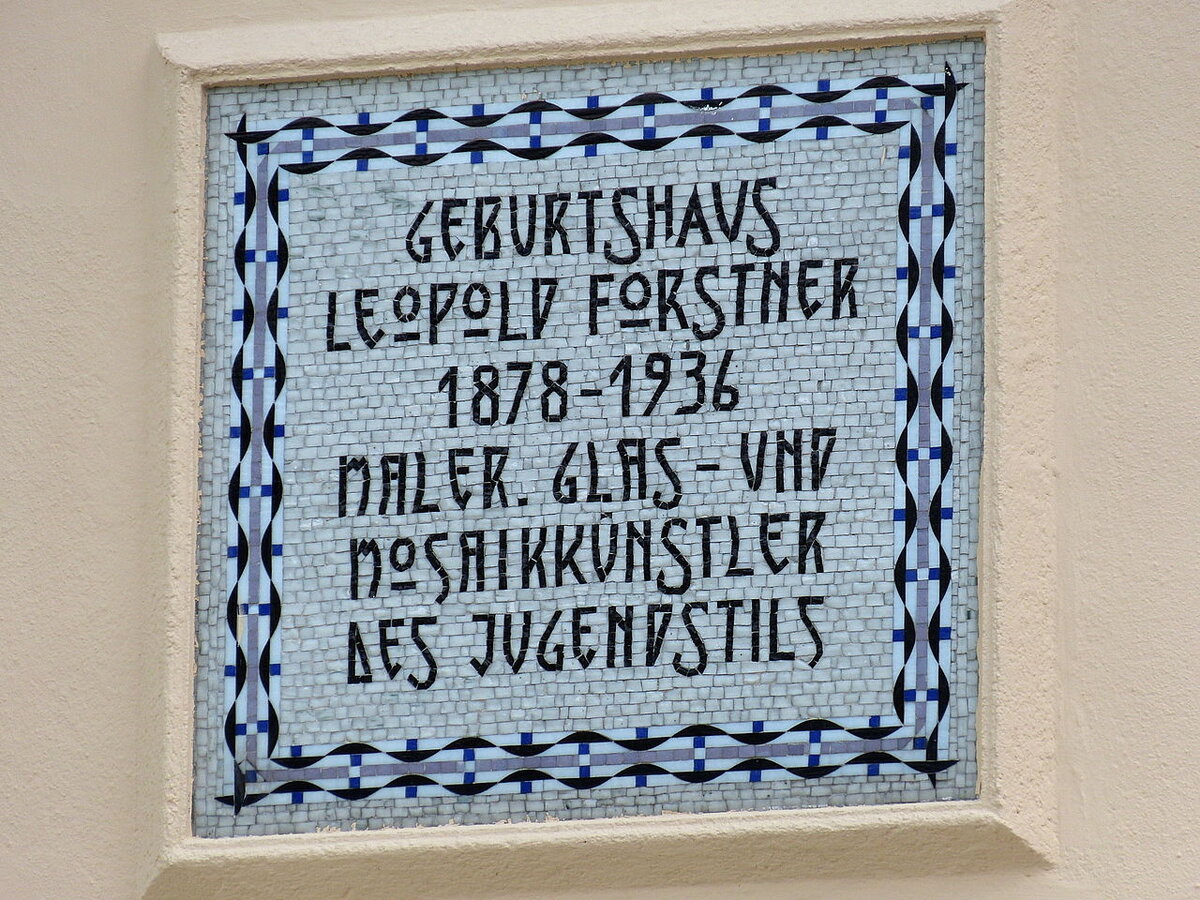 GEBURTSHAUS
LEOPOLD FORSTNER
1878-1936
MALER. GLAS- UND
MOSAIKKÜNSTLER
DES JUGENDSTILS